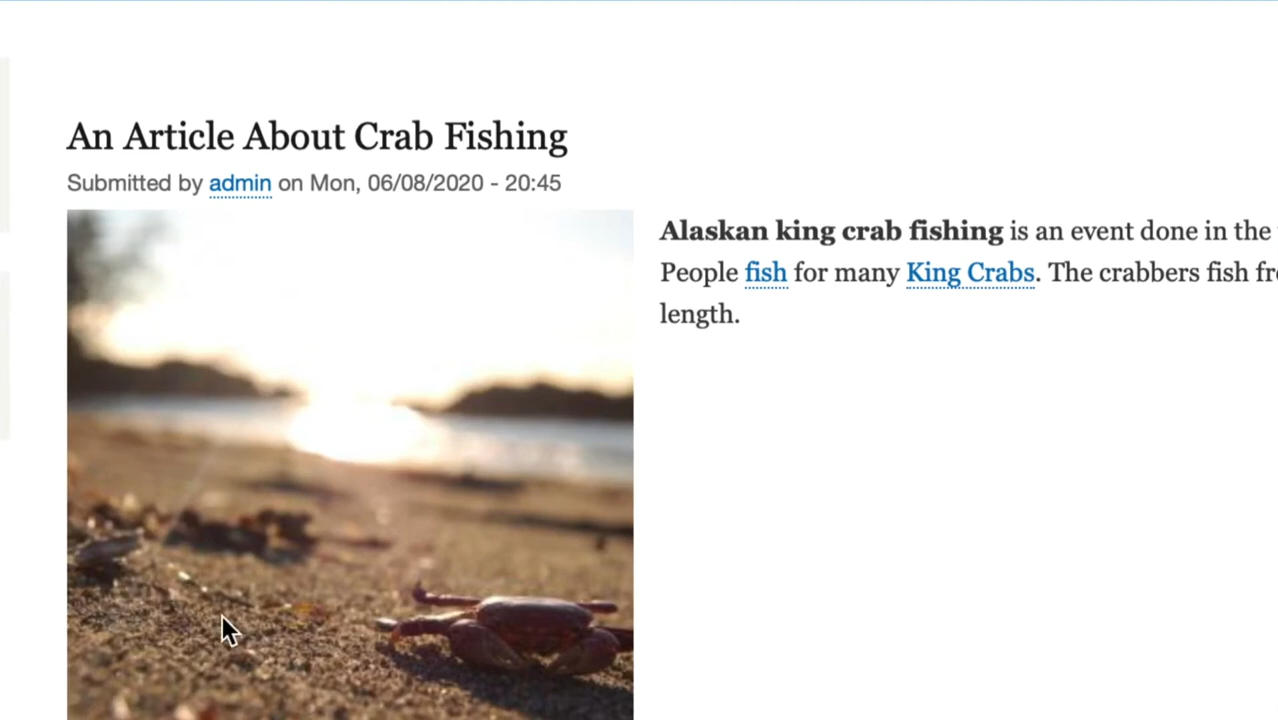 An Article About Crab Fishing
Submitted by admin on Mon, 06/08/2020 - 20:45
Alaskan king crab fishing is an event done in the
People fish for many King Crabs. The crabbers fish
length.